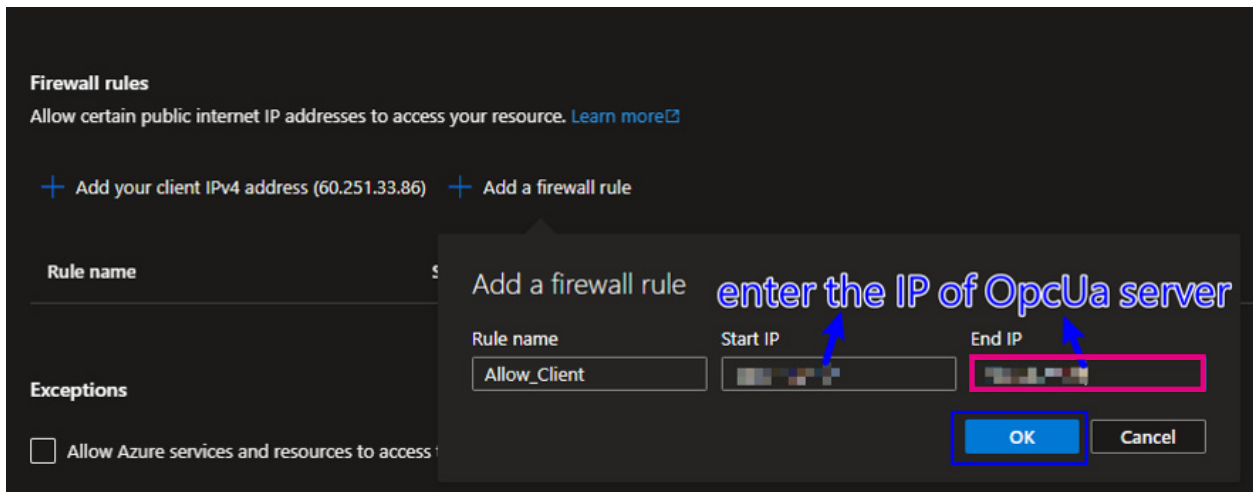 Firewall rules
Allow certain public internet IP addresses to access your resource. Learn more
Add your client IPv4 address (60.251.33.86) Add a firewall rule
Rule name
Add a firewall rule
enter the IP of OpcUa server
Rule name Start IP End IP
Allow_Client
Exceptions
OK Cancel
Allow Azure services and resources to access